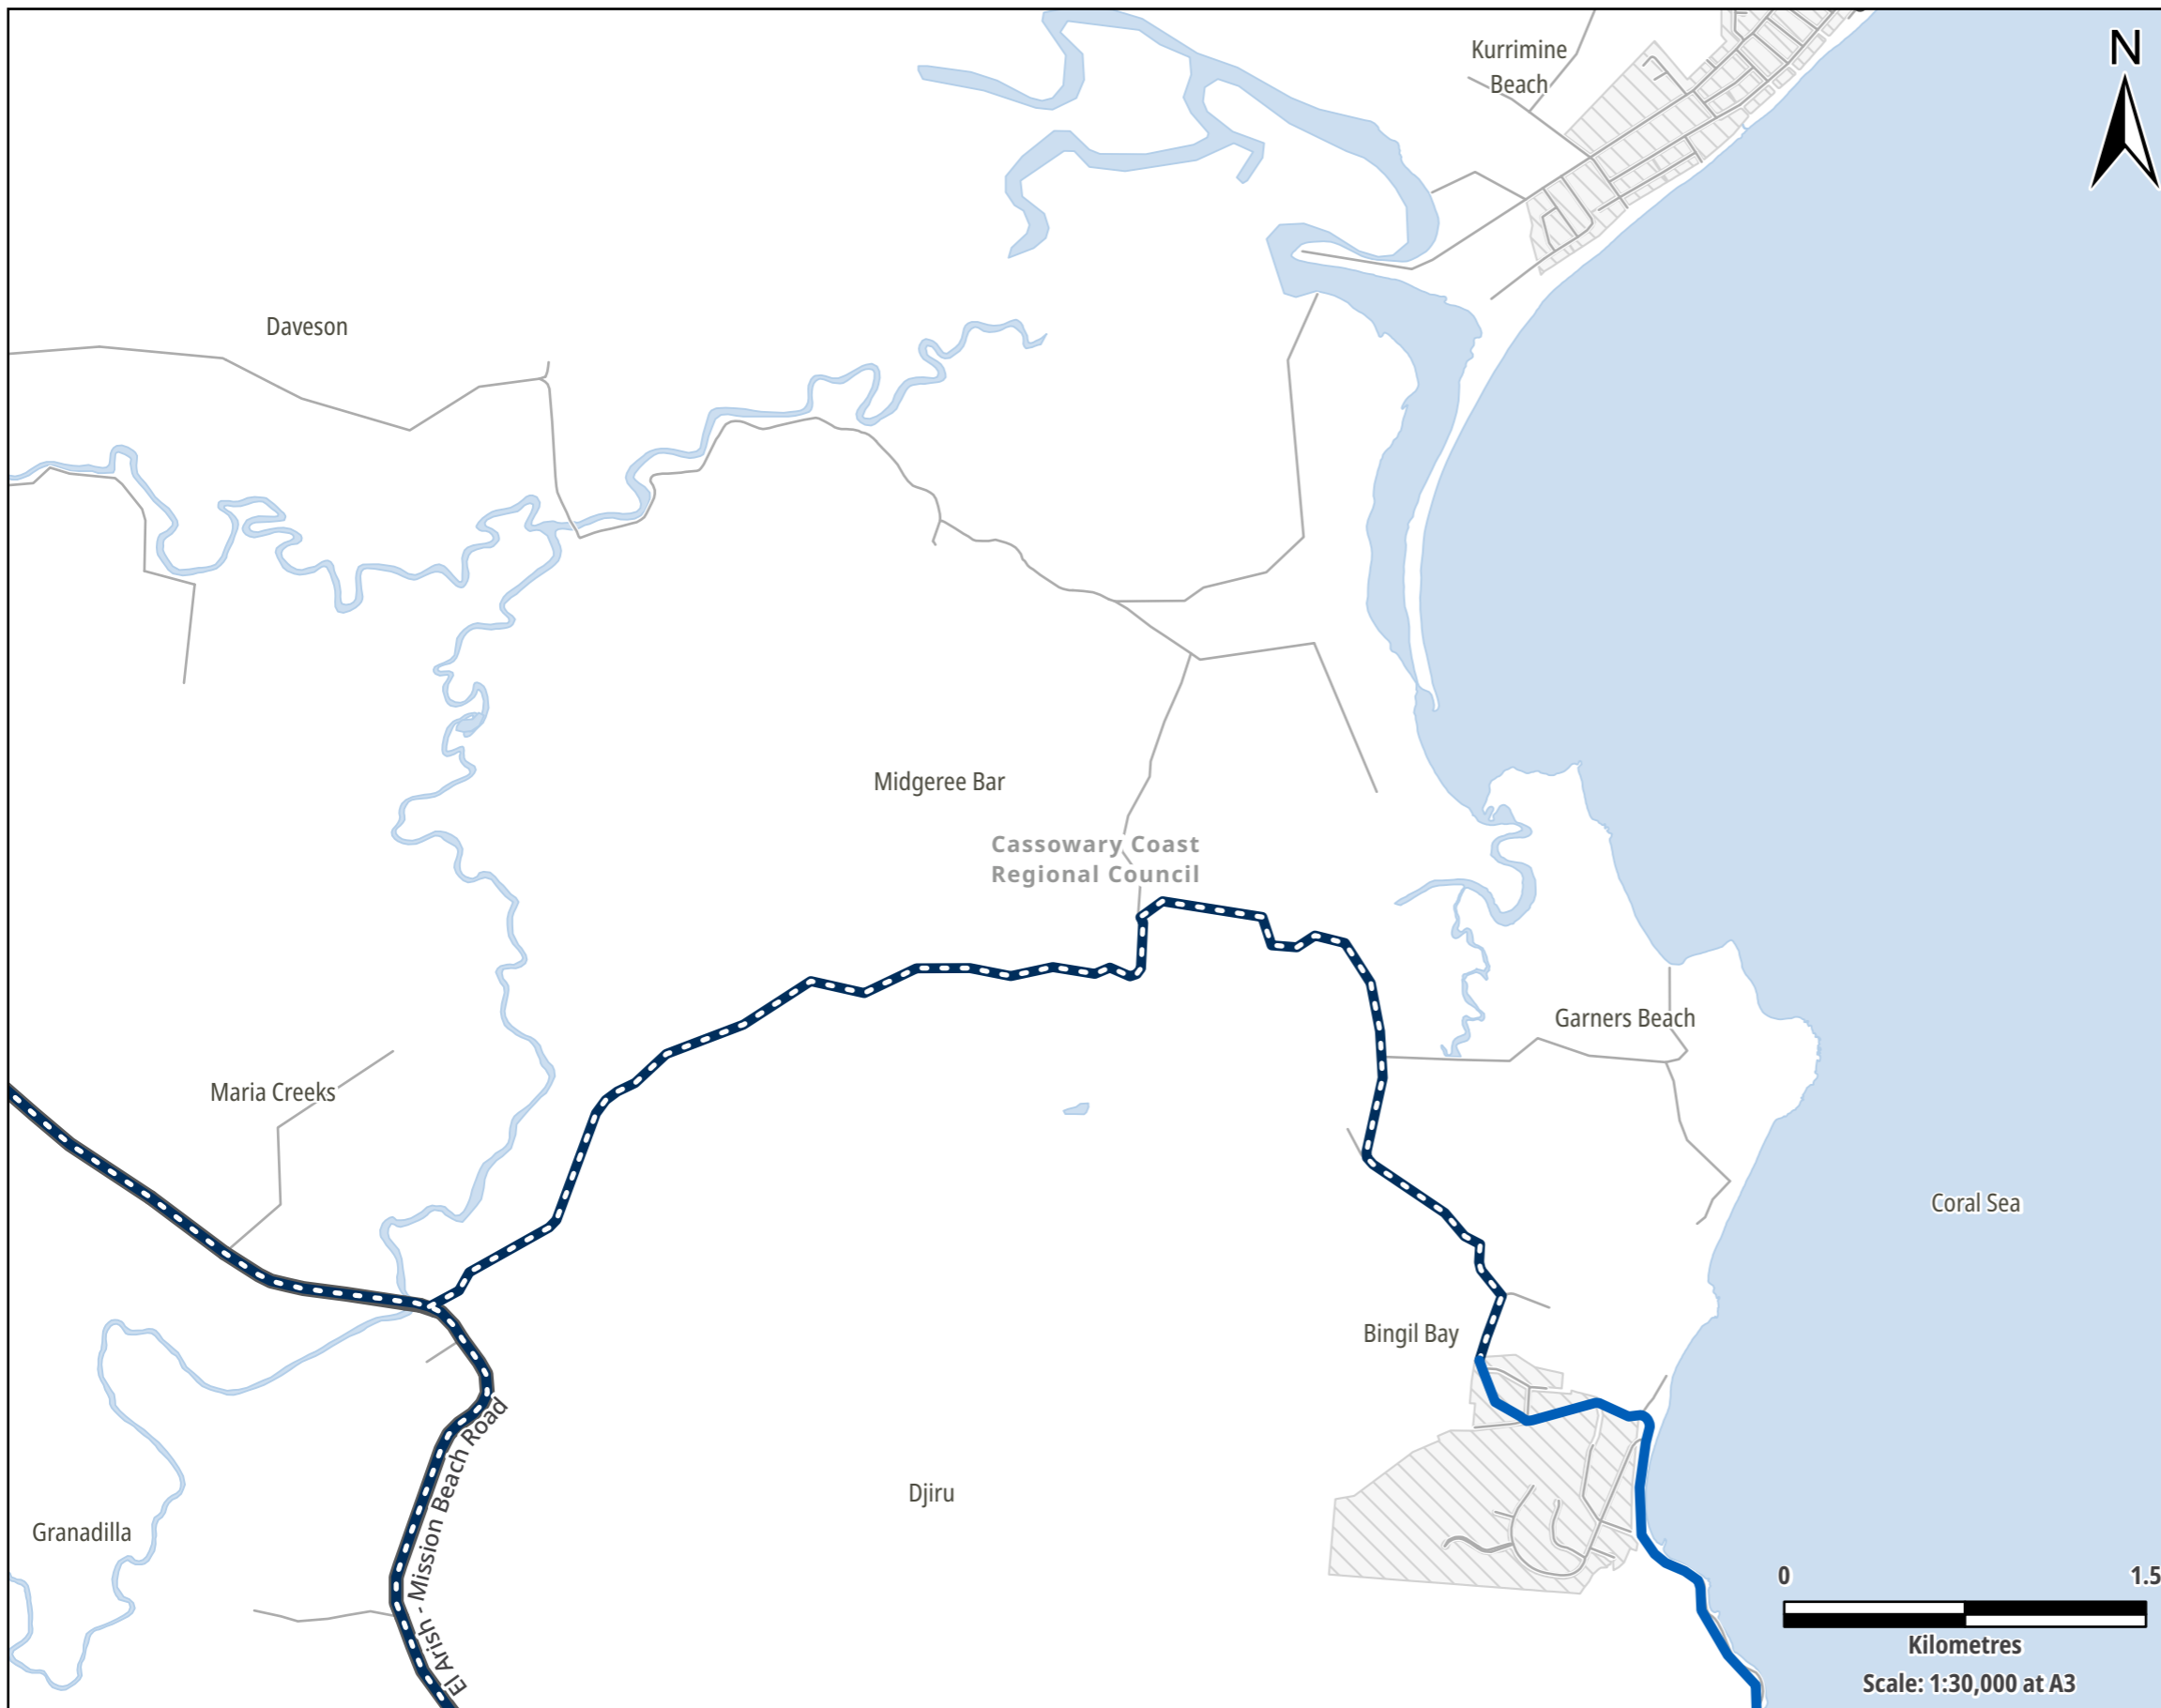 Kurrimine
Beach
N
Daveson
Midgeree Bar
Cassowary Coast
Regional Council
Garners Beach
Maria Creeks
Coral Sea
Bingil Bay
El Arish - Mission Beach Road
Djiru
Granadilla
0 1.5
Kilometres
Scale: 1:30,000 at A3